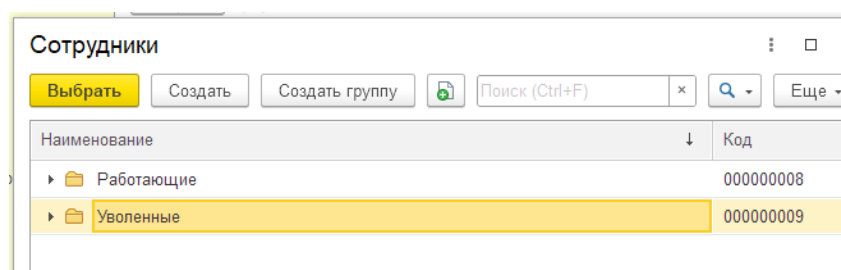 Сотрудники
Выбрать Создать Создать группу Поиск (Ctrl+F) × Еще
Наименование ↓ Код
Работающие 000000008
Уволенные 000000009